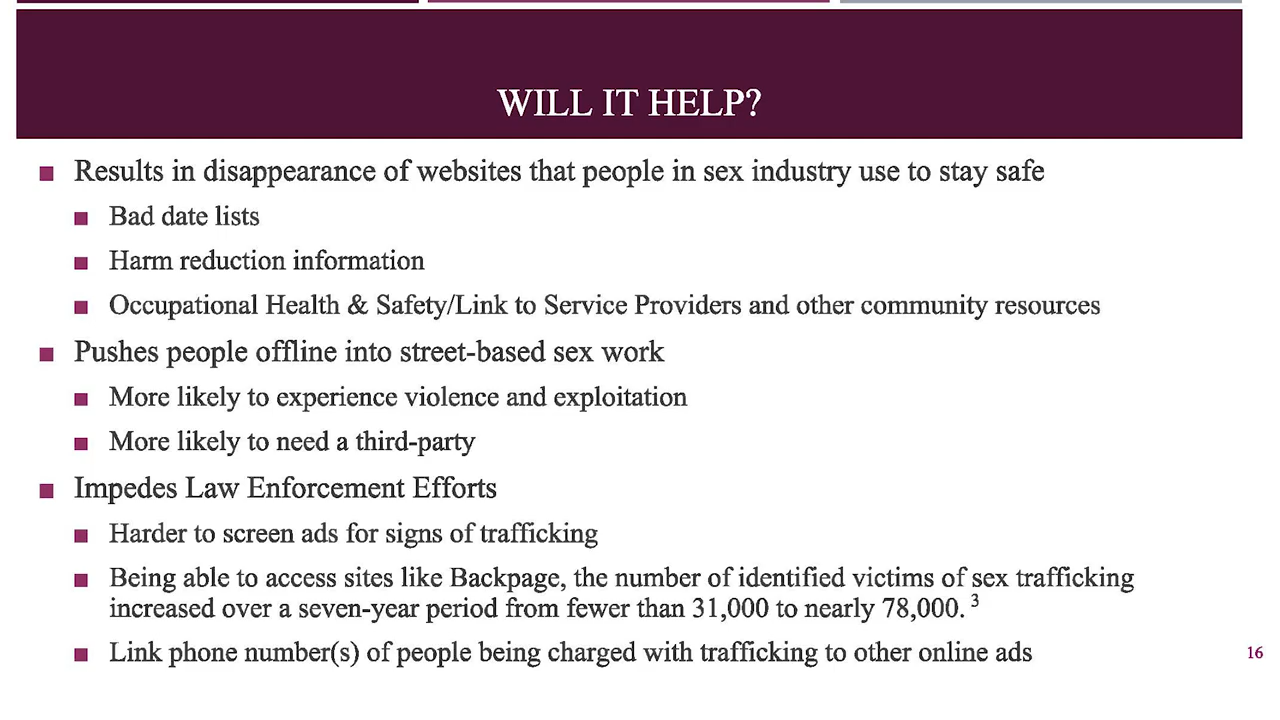 WILL IT HELP?
Results in disappearance of websites that people in sex industry use to stay safe
Bad date lists
Harm reduction information
Occupational Health & Safety/Link to Service Providers and other community resources
Pushes people offline into street-based sex work
More likely to experience violence and exploitation
More likely to need a third-party
Impedes Law Enforcement Efforts
Harder to screen ads for signs of trafficking
Being able to access sites like Backpage, the number of identified victims of sex trafficking
increased over a seven-year period from fewer than 31,000 to nearly 78,000. 3
Link phone number(s) of people being charged with trafficking to other online ads
16